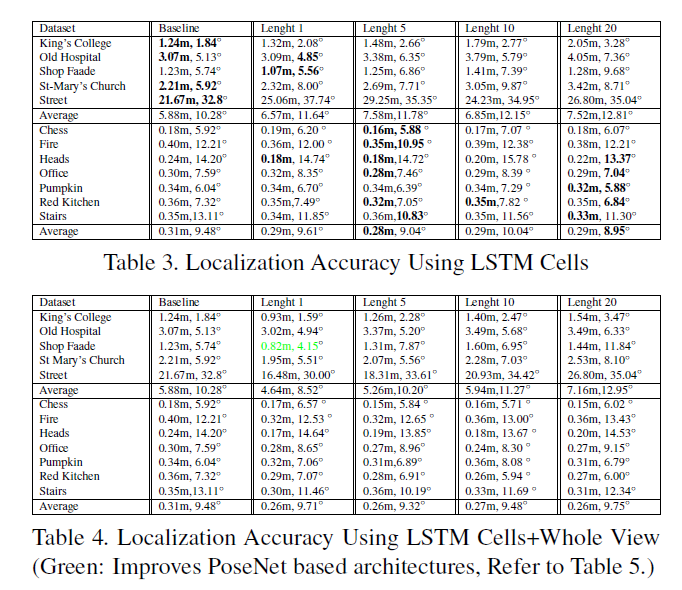 Dataset Baseline Lenght 1 Lenght 5 Lenght 10 Lenght 20
King's College 1.24m, 1.84° 1.32m, 2.08° 1.48m, 2.66° 1.79m, 2.77° 2.05m, 3.28°
Old Hospital 3.07m, 5.13° 3.09m, 4.85° 3.38m, 6.35° 3.79m, 5.79° 4.05m, 7.36°
Shop Faade 1.23m, 5.74° 1.07m, 5.56° 1.25m, 6.86° 1.41m, 7.39° 1.28m, 9.68°
St-Mary's Church 2.21m, 5.92° 2.32m, 8.00° 2.69m, 7.71° 3.05m, 9.87° 3.42m, 8.71°
Street 21.67m, 32.8° 25.06m, 37.74° 29.25m, 35.35° 24.23m, 34.95° 26.80m, 35.04°
Average 5.88m, 10.28° 6.57m, 11.64° 7.58m,11.78° 6.85m,12.15° 7.52m,12.81°
Chess 0.18m, 5.92° 0.19m, 6.20 ° 0.16m, 5.88 ° 0.17m, 7.07 ° 0.18m, 6.07°
Fire 0.40m, 12.21° 0.36m, 12.00 ° 0.35m,10.95 ° 0.39m, 12.38° 0.38m, 12.21°
Heads 0.24m, 14.20° 0.18m, 14.74° 0.18m,14.72° 0.20m, 15.78 ° 0.22m, 13.37°
Office 0.30m, 7.59° 0.32m, 8.35° 0.28m,7.46° 0.29m, 8.39 ° 0.29m, 7.04°
Pumpkin 0.34m, 6.04° 0.34m, 6.70° 0.34m,6.39° 0.34m, 7.29 ° 0.32m, 5.88°
Red Kitchen 0.36m, 7.32° 0.35m,7.49° 0.32m,7.05° 0.35m,7.82 ° 0.35m, 6.84°
Stairs 0.35m,13.11° 0.34m, 11.85° 0.36m,10.83° 0.35m, 11.56° 0.33m, 11.30°
Average 0.31m, 9.48° 0.29m, 9.61° 0.28m, 9.04° 0.29m, 10.04° 0.29m, 8.95°
Table 3. Localization Accuracy Using LSTM Cells
Dataset Baseline Lenght 1 Lenght 5 Lenght 10 Lenght 20
King's College 1.24m, 1.84° 0.93m, 1.59° 1.26m, 2.28° 1.40m, 2.47° 1.54m, 3.47°
Old Hospital 3.07m, 5.13° 3.02m, 4.94° 3.37m, 5.20° 3.49m, 5.68° 3.49m, 6.33°
Shop Faade 1.23m, 5.74° 0.82m, 4.15° 1.31m, 7.87° 1.60m, 6.95° 1.44m, 11.84°
St Mary's Church 2.21m, 5.92° 1.95m, 5.51° 2.07m, 5.56° 2.28m, 7.03° 2.53m, 8.10°
Street 21.67m, 32.8° 16.48m, 30.00° 18.31m, 33.61° 20.93m, 34.42° 26.80m, 35.04°
Average 5.88m, 10.28° 4.64m, 8.52° 5.26m,10.20° 5.94m,11.27° 7.16m,12.95°
Chess 0.18m, 5.92° 0.17m, 6.57 ° 0.15m, 5.84 ° 0.16m, 5.71 ° 0.15m, 6.02 °
Fire 0.40m, 12.21° 0.32m, 12.53 ° 0.32m, 12.65 ° 0.36m, 13.00° 0.36m, 13.43°
Heads 0.24m, 14.20° 0.17m, 14.64° 0.19m, 13.85° 0.18m, 13.67 ° 0.20m, 14.53°
Office 0.30m, 7.59° 0.28m, 8.65° 0.27m, 8.96° 0.24m, 8.30 ° 0.27m, 9.15°
Pumpkin 0.34m, 6.04° 0.32m, 7.06° 0.31m,6.89° 0.36m, 8.08 ° 0.31m, 6.79°
Red Kitchen 0.36m, 7.32° 0.29m, 7.07° 0.28m, 6.91° 0.26m, 5.94 ° 0.27m, 6.00°
Stairs 0.35m,13.11° 0.30m, 11.46° 0.36m, 10.19° 0.33m, 11.69 ° 0.31m, 12.34°
Average 0.31m, 9.48° 0.26m, 9.71° 0.26m, 9.32° 0.27m, 9.48° 0.26m, 9.75°
Table 4. Localization Accuracy Using LSTM Cells+Whole View
(Green: Improves PoseNet based architectures, Refer to Table 5.)